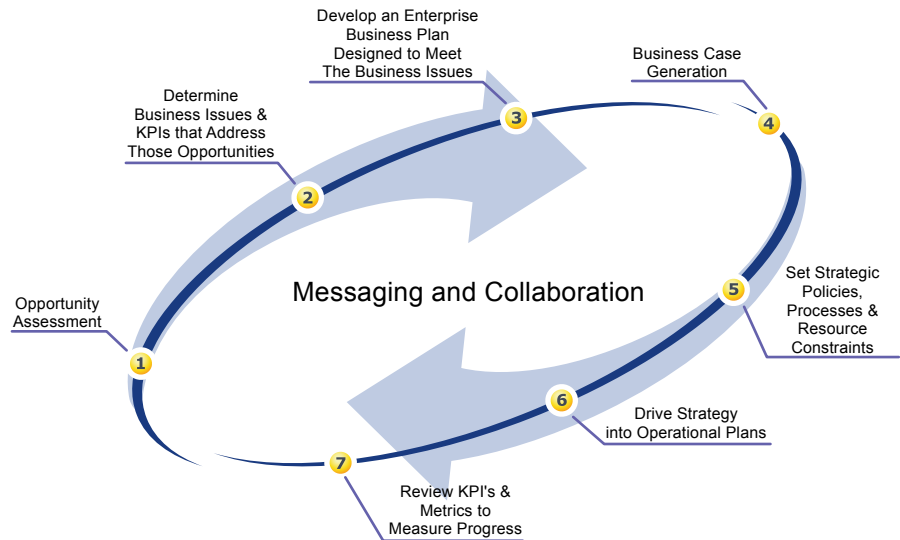 Develop an Enterprise
Business Plan
Designed to Meet
The Business Issues
Business Case
Generation
Determine
Business Issues &
KPIs that Address
Those Opportunities
3
4
2
Messaging and Collaboration
Opportunity
Assessment
1
5
Set Strategic
Policies,
Processes &
Resource
Constraints
6
Drive Strategy
into Operational Plans
7
Review KPI's &
Metrics to
Measure Progress